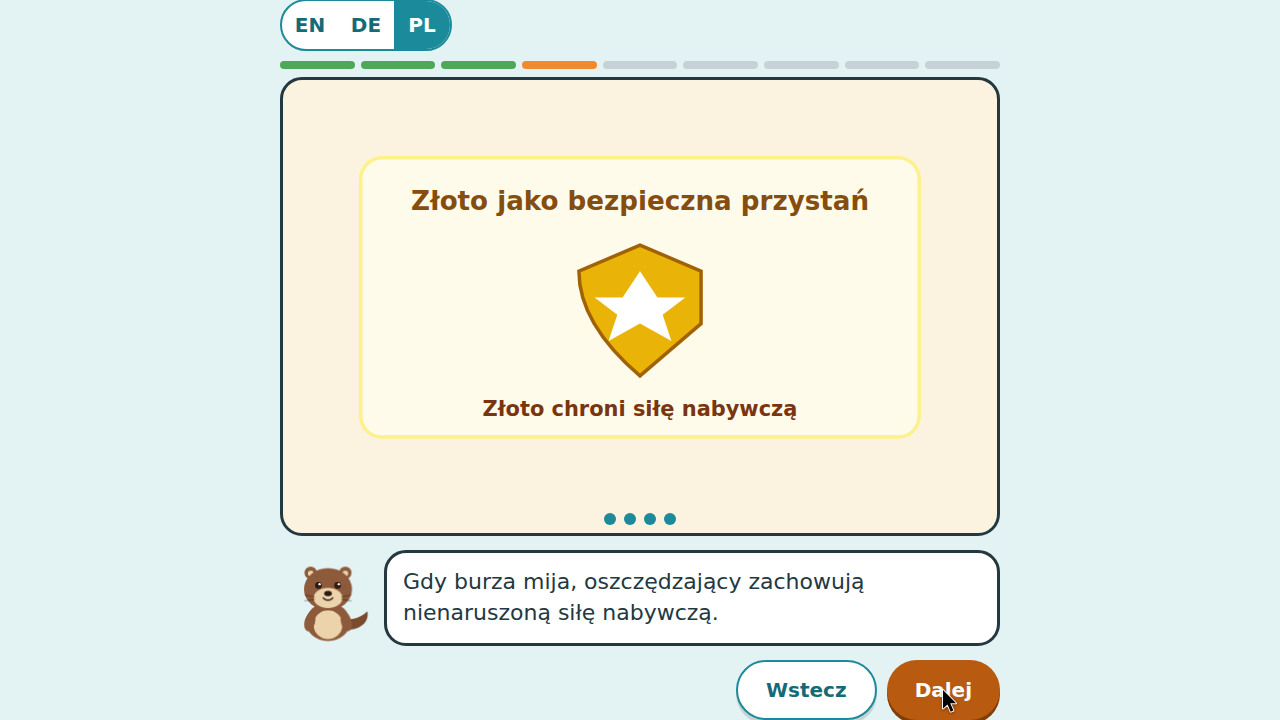 EN DE PL
Złoto jako bezpieczna przystań
Złoto chroni siłę nabywczą
Gdy burza mija, oszczędzający zachowują
nienaruszoną siłę nabywczą.
Wstecz Dalej